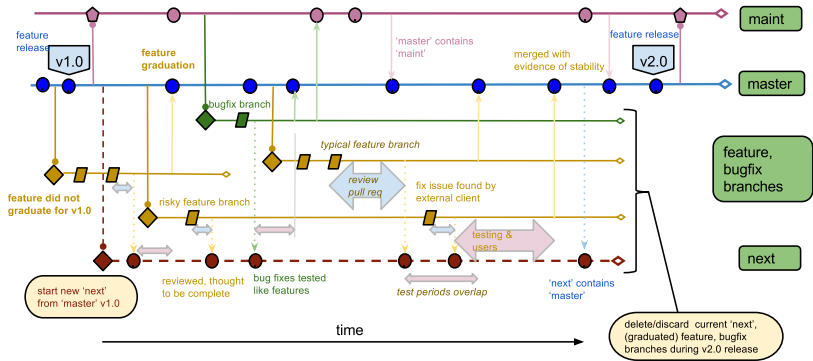 maint
feature
release
feature release
v1.0
feature
graduation
'master' contains
'maint'
merged with
evidence of stability
v2.0
master
bugfix branch
typical feature branch
feature,
bugfix
branches
review
pull req
fix issue found by
external client
feature did not
graduate for v1.0
risky feature branch
testing &
users
next
start new 'next'
from 'master' v1.0
reviewed, thought
to be complete
bug fixes tested
like features
test periods overlap
'next' contains
'master'
time
delete/discard current 'next',
(graduated) feature, bugfix
branches during v2.0 release